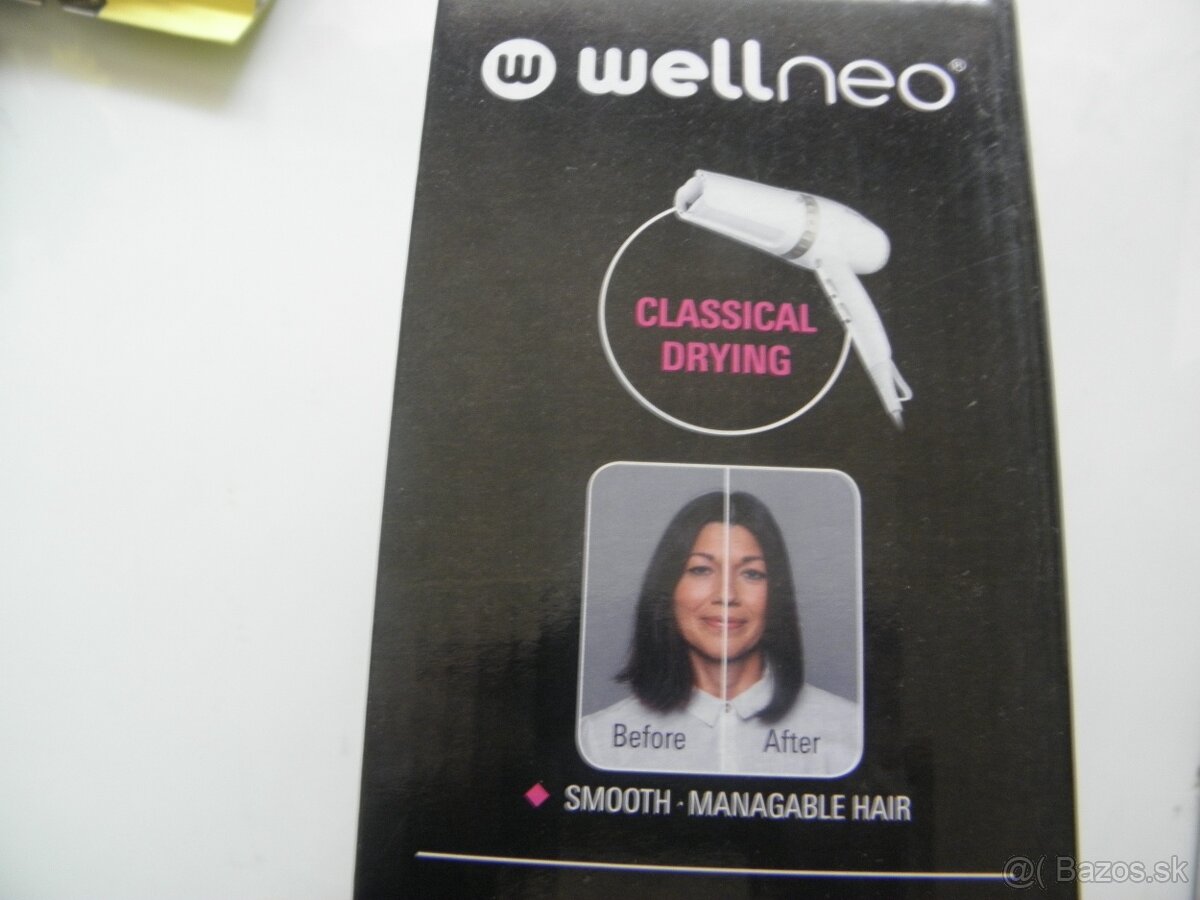 w wellneo®
CLASSICAL
DRYING
Before After
SMOOTH · MANAGABLE HAIR
@( Bazos.sk